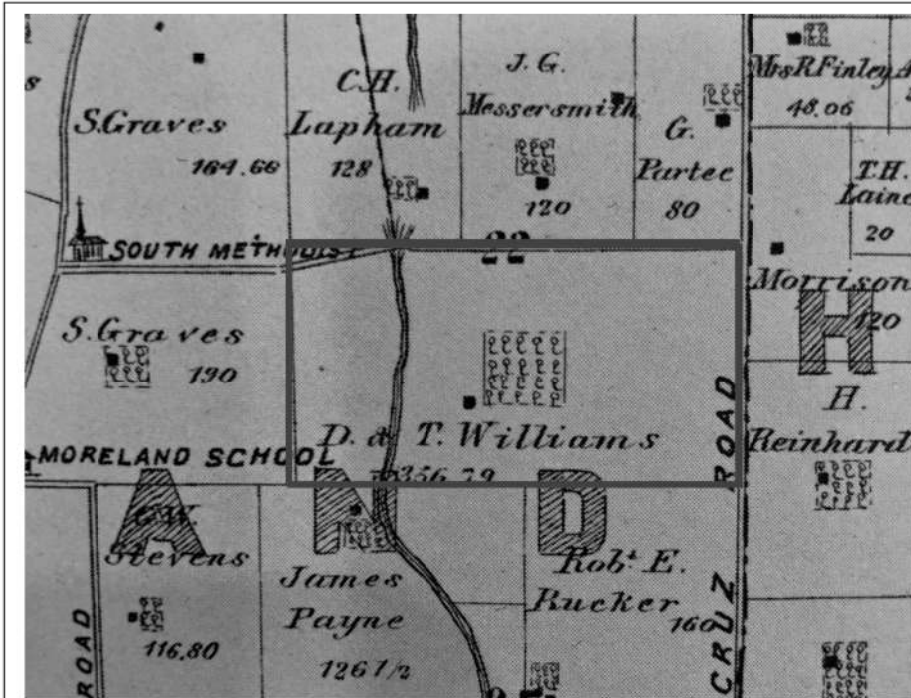 S. Graves
164.66
C.H.
Lapham
128
J. G.
Messersmith
120
G.
Partee
80
Mrs R Finley
48.06
T.H.
Laine
20
SOUTH METHODIST
22
Morrison
120
H
S. Graves
190
D. & T. Williams
356.79
ROAD
H.
Reinhard
MORELAND SCHOOL
A N D
Stevens
116.80
James
Payne
126 1/2
Robt. E.
Rucker
160
ROAD
CRUZ